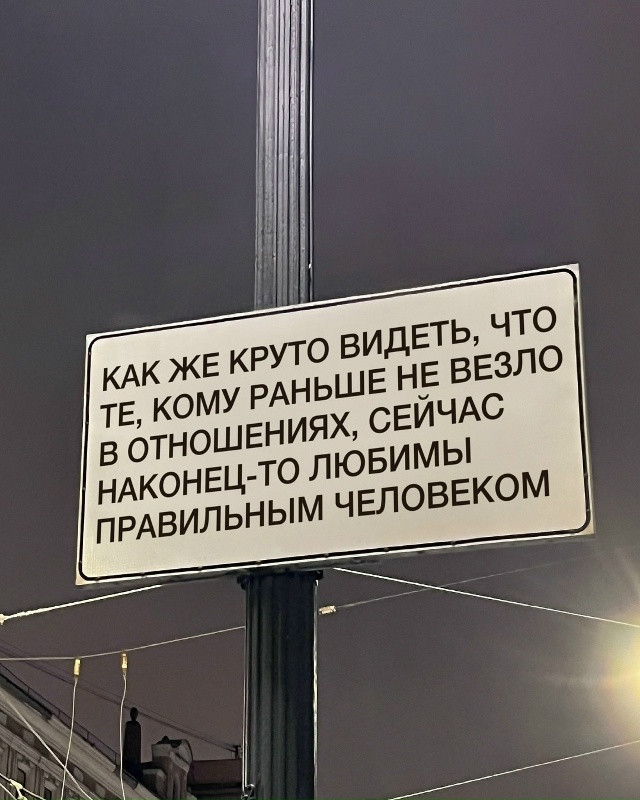 КАК ЖЕ КРУТО ВИДЕТЬ, ЧТО
ТЕ, КОМУ РАНЬШЕ НЕ ВЕЗЛО
В ОТНОШЕНИЯХ, СЕЙЧАС
НАКОНЕЦ-ТО ЛЮБИМЫ
ПРАВИЛЬНЫМ ЧЕЛОВЕКОМ